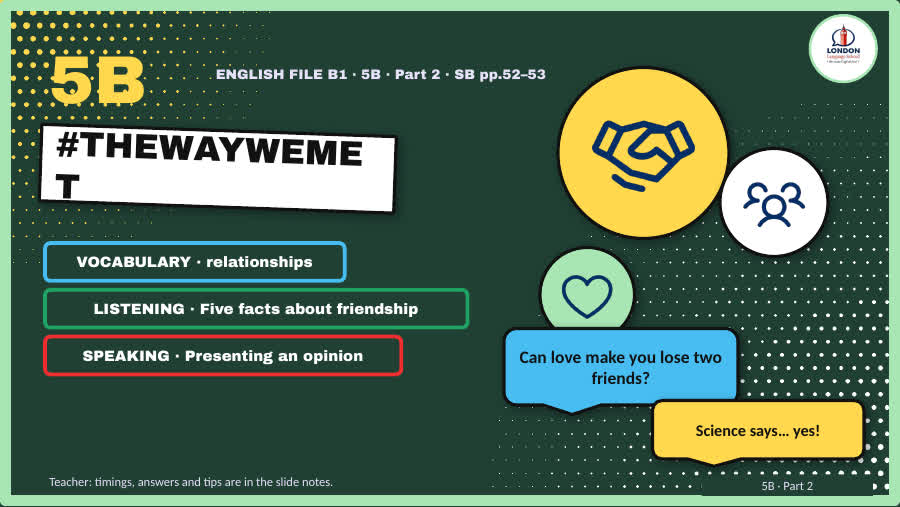 5B
ENGLISH FILE B1 · 5B · Part 2 · SB pp.52–53
LONDON
Language School
#THEWAYWEME
T
VOCABULARY · relationships
LISTENING · Five facts about friendship
SPEAKING · Presenting an opinion
Can love make you lose two
friends?
Science says… yes!
Teacher: timings, answers and tips are in the slide notes.
5B · Part 2